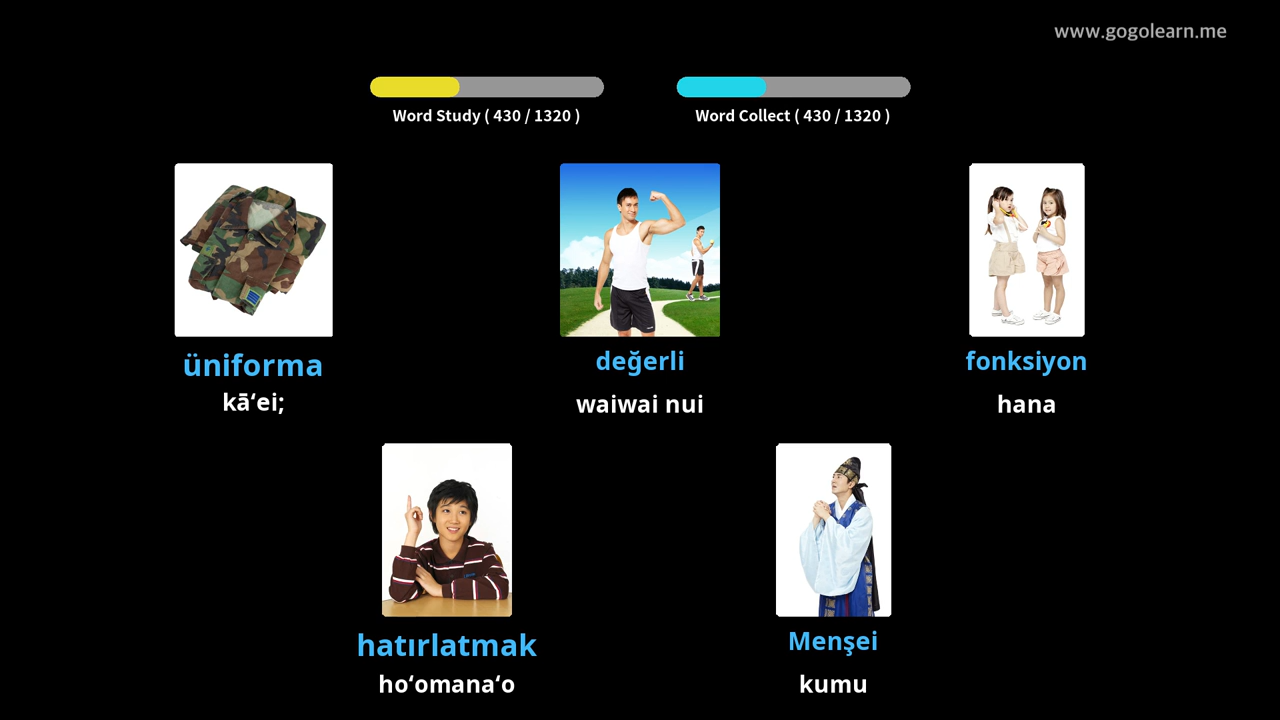 www.gogolearn.me
Word Study ( 430 / 1320 )
Word Collect ( 430 / 1320 )
üniforma
değerli
fonksiyon
kāʻei;
waiwai nui
hana
hatırlatmak
Menşei
hoʻomanaʻo
kumu